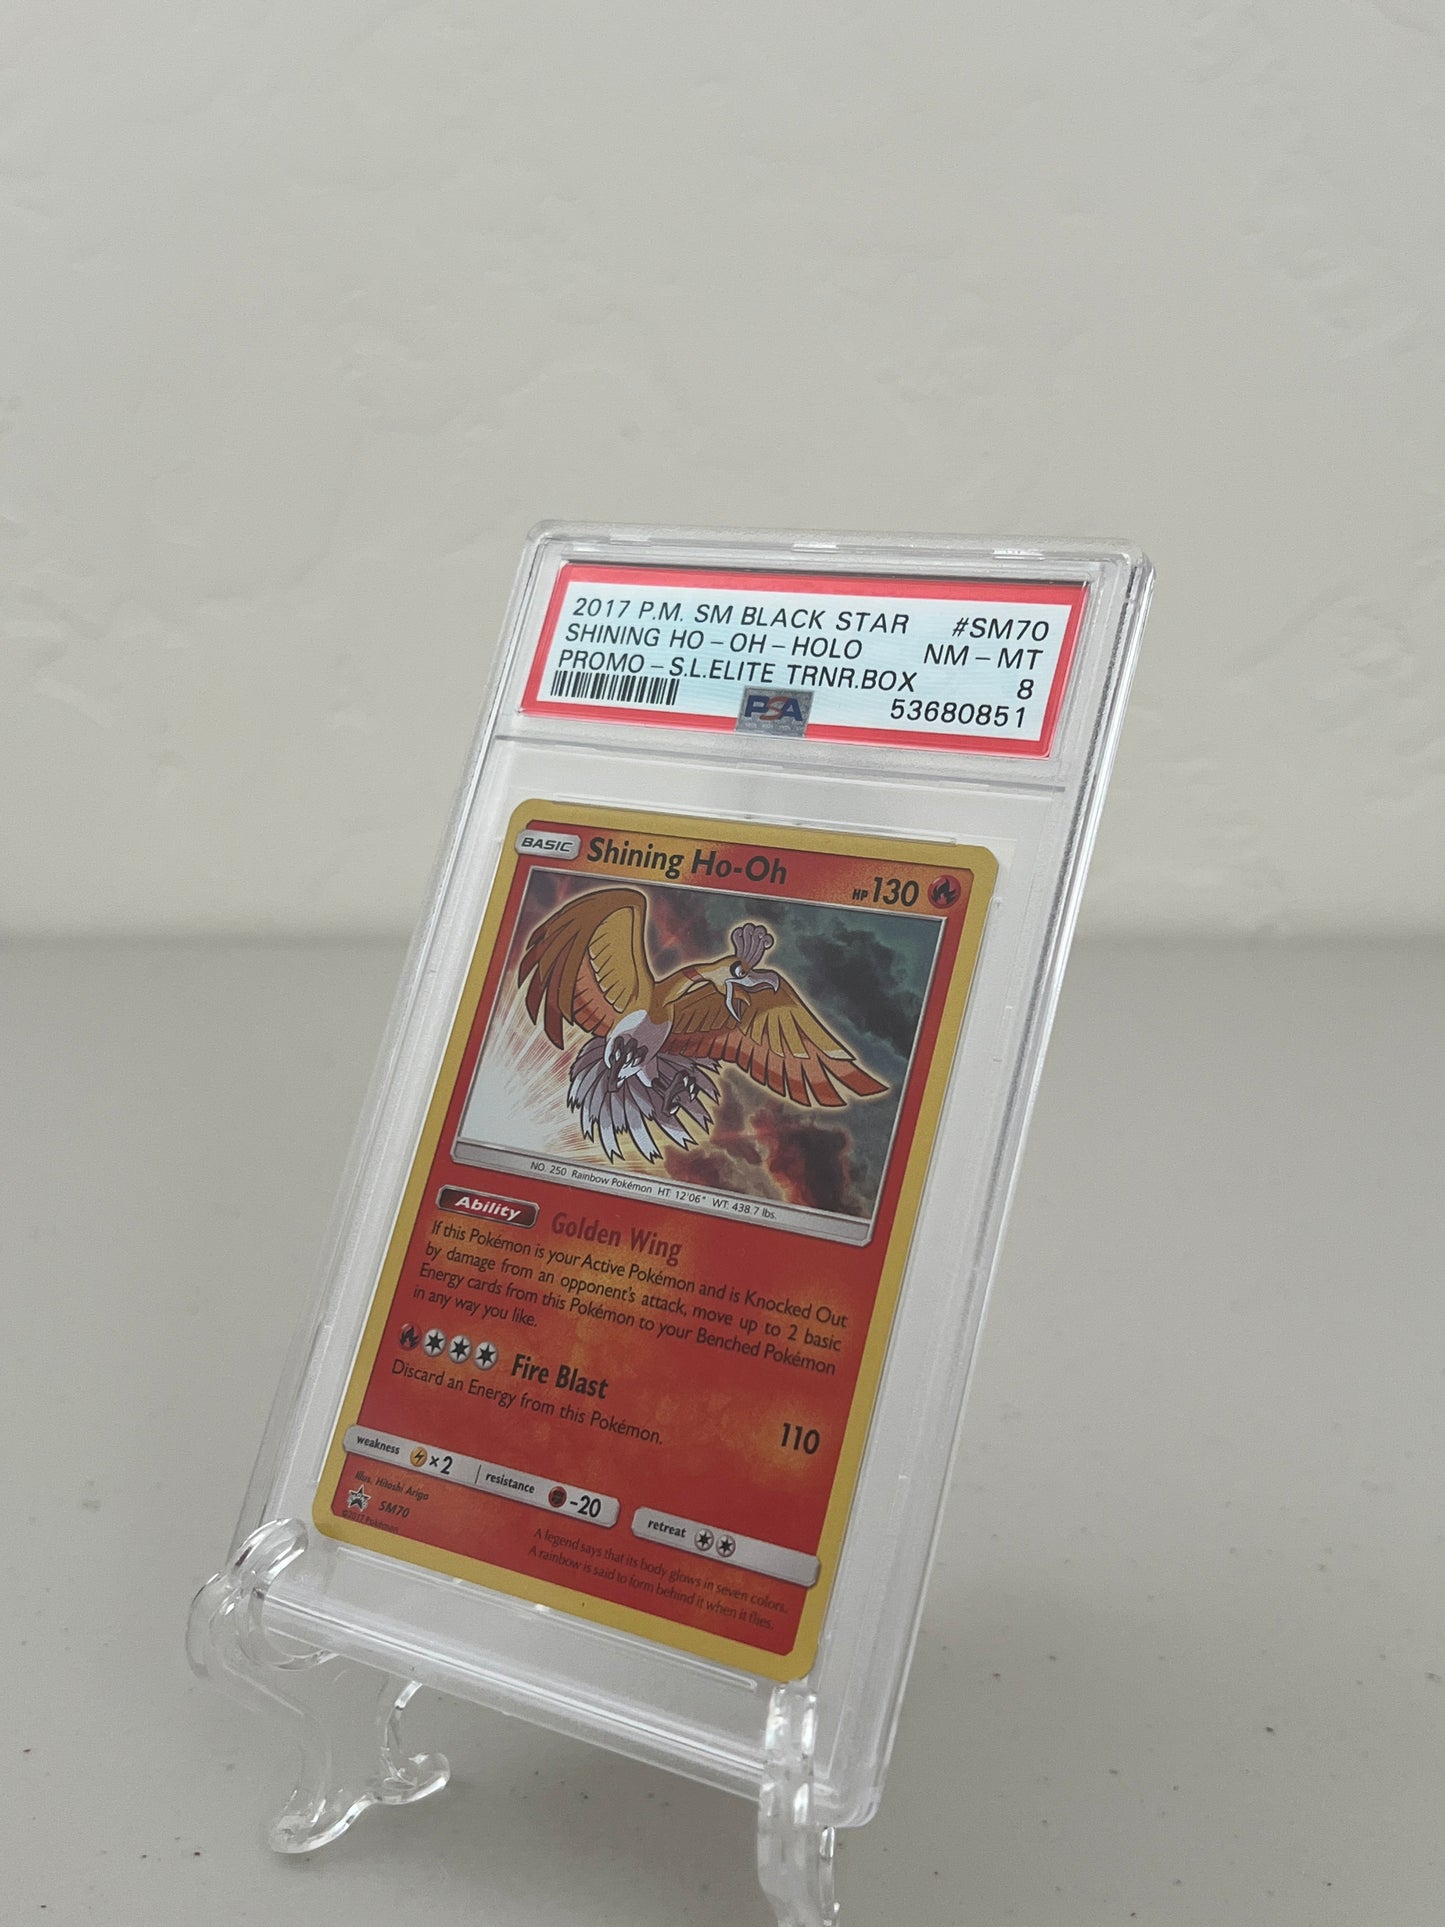 2017 P.M. SM BLACK STAR #SM70
SHINING HO-OH-HOLO NM-MT
PROMO-S.L.ELITE TRNR.BOX 8
PSA 53680851
BASIC Shining Ho-Oh HP 130
NO. 250 Rainbow Pokémon HT: 12'06" WT: 438.7 lbs.
Ability Golden Wing
If this Pokémon is your Active Pokémon and is Knocked Out
by damage from an opponent's attack, move up to 2 basic
Energy cards from this Pokémon to your Benched Pokémon
in any way you like.
Fire Blast 110
Discard an Energy from this Pokémon.
weakness ×2 resistance -20 retreat
Illus. Hitoshi Ariga
SM70
©2017 Pokémon
A legend says that its body glows in seven colors.
A rainbow is said to form behind it when it flies.